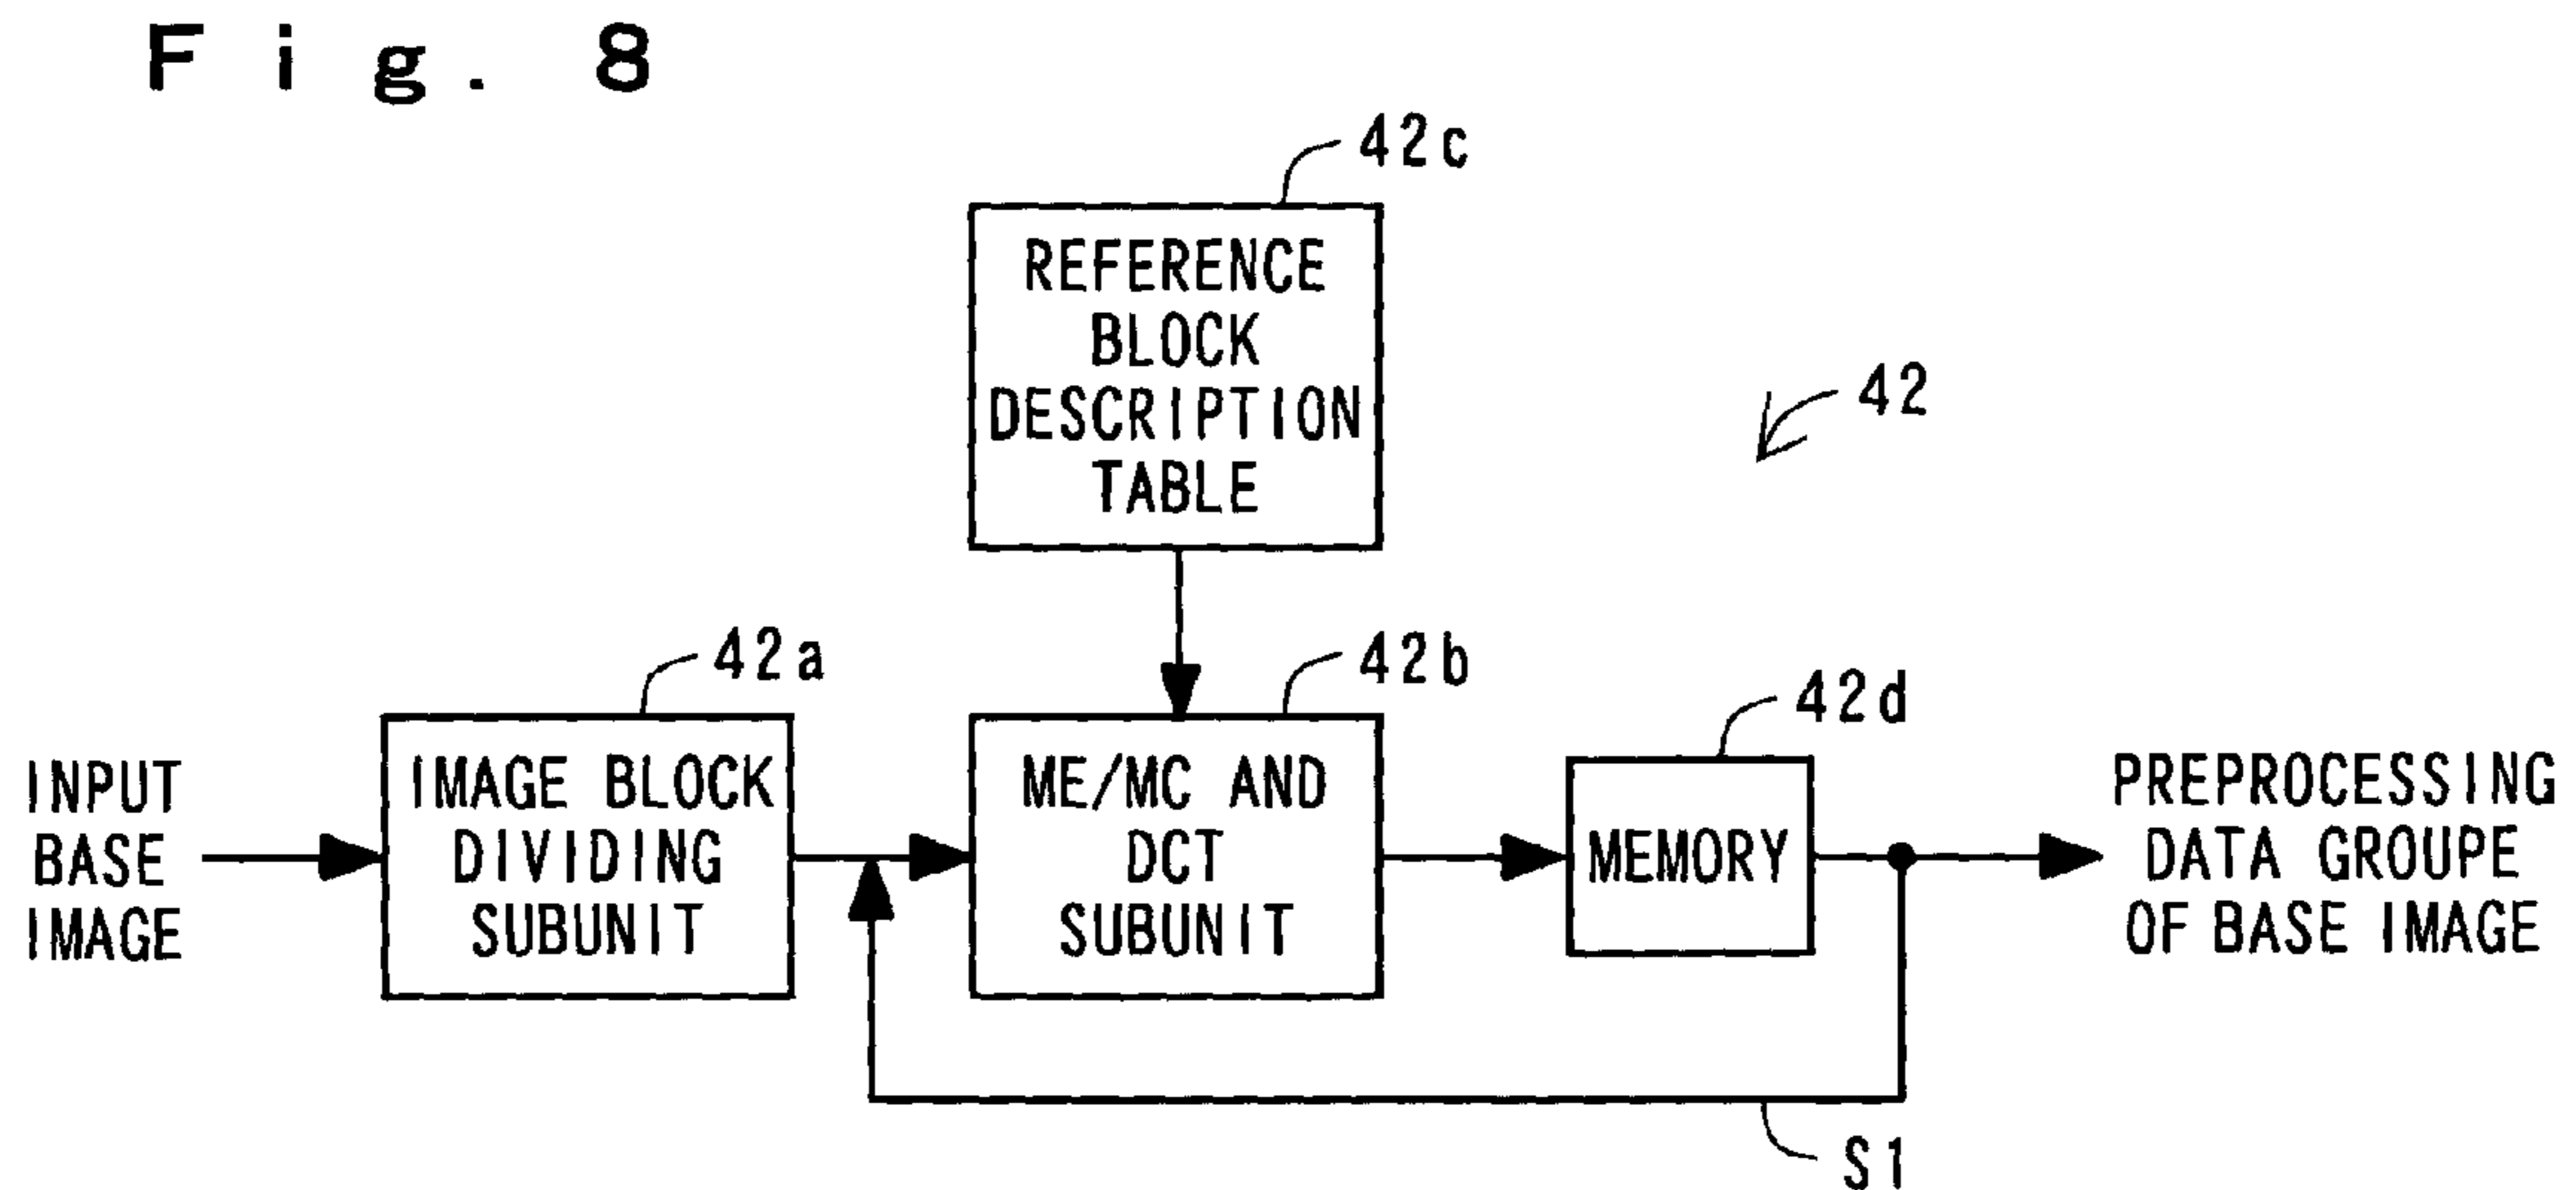 Fig. 8
42c
REFERENCE
BLOCK
DESCRIPTION
TABLE
42
42a
42b
42d
INPUT
BASE
IMAGE
IMAGE BLOCK
DIVIDING
SUBUNIT
ME/MC AND
DCT
SUBUNIT
MEMORY
PREPROCESSING
DATA GROUPE
OF BASE IMAGE
S1